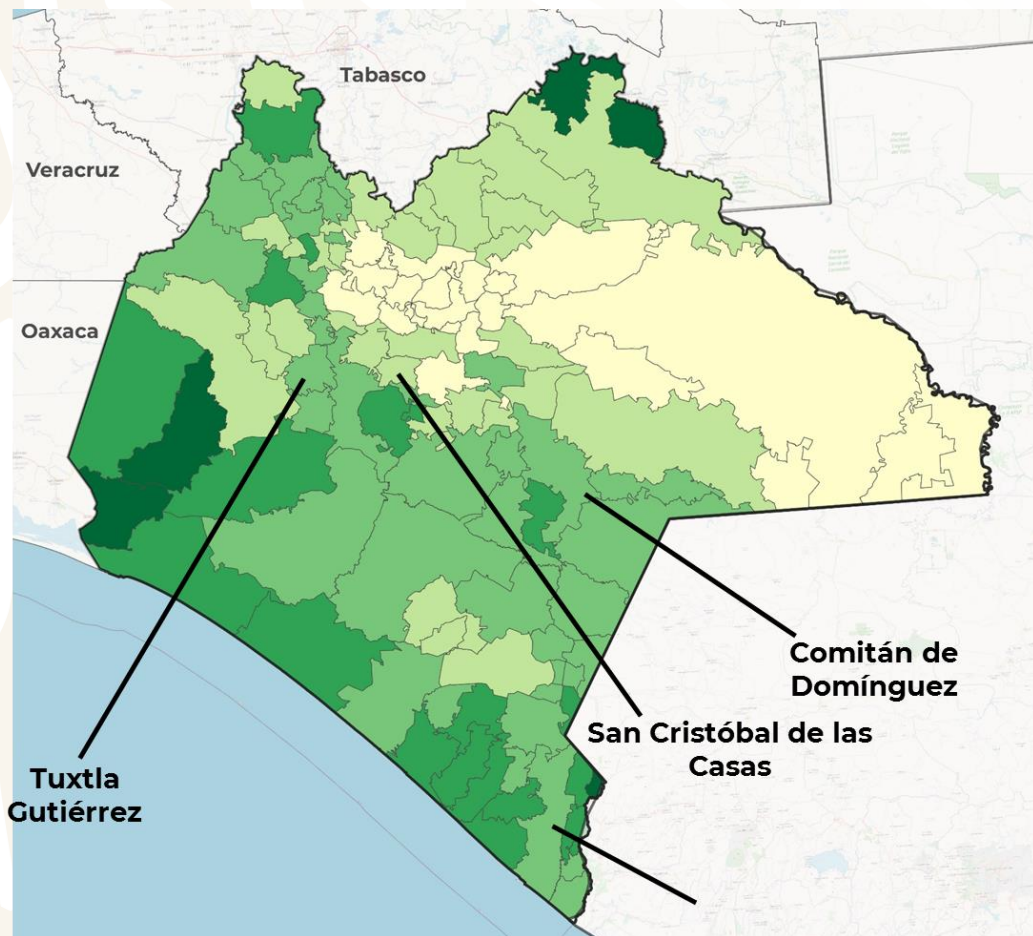 Tabasco
Veracruz
Oaxaca
Comitán de
Domínguez
San Cristóbal de las
Casas
Tuxtla
Gutiérrez